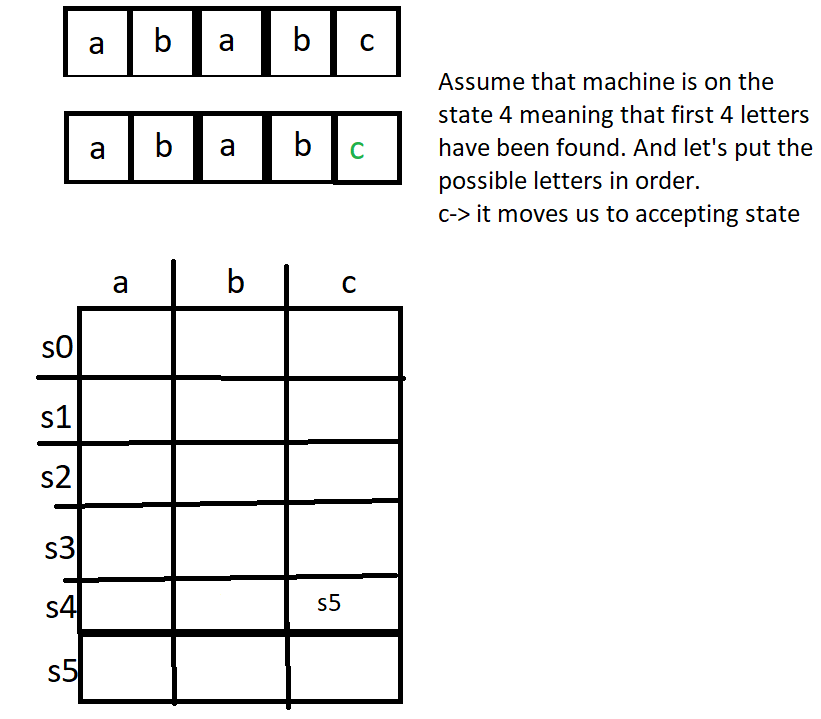 a b a b c
Assume that machine is on the
state 4 meaning that first 4 letters
have been found. And let's put the
possible letters in order.
c-> it moves us to accepting state
a b a b c
a b c
s0
s1
s2
s3
s4 s5
s5